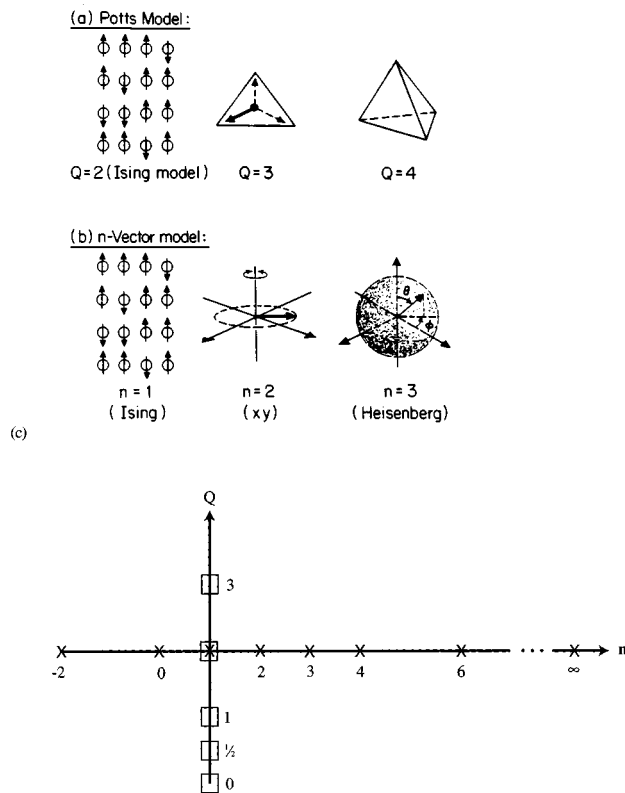 (a) Potts Model:
Q=2 (Ising model) Q=3 Q=4
(b) n-Vector model:
θ
ϕ
n = 1 n = 2 n = 3
(Ising) (xy) (Heisenberg)
(c)
Q
3
-2 0 2 3 4 6 ... ∞ n
1
½
0